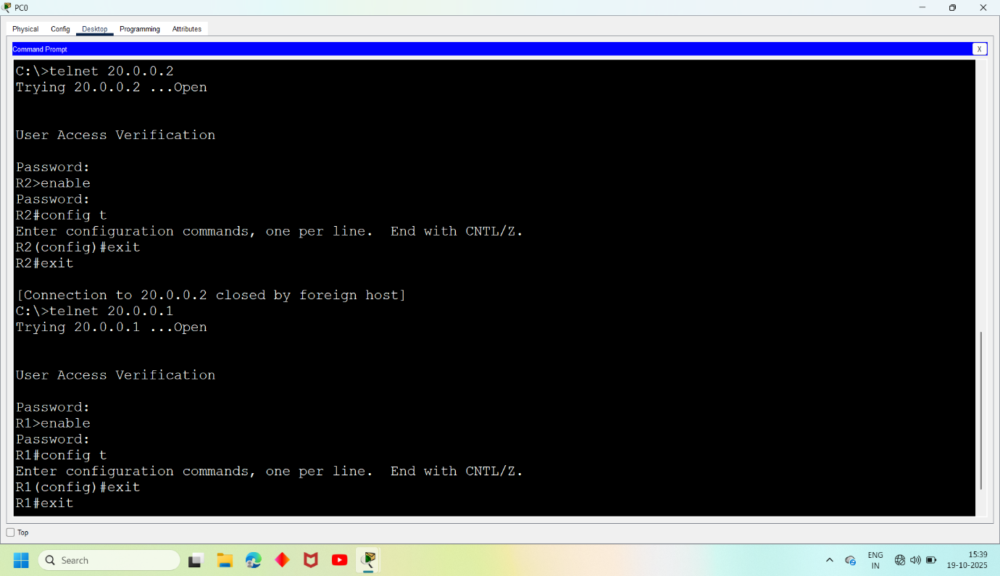 PC0
Physical Config Desktop Programming Attributes
Command Prompt
X
C:\>telnet 20.0.0.2
Trying 20.0.0.2 ...Open
User Access Verification
Password:
R2>enable
Password:
R2#config t
Enter configuration commands, one per line.  End with CNTL/Z.
R2(config)#exit
R2#exit
[Connection to 20.0.0.2 closed by foreign host]
C:\>telnet 20.0.0.1
Trying 20.0.0.1 ...Open
User Access Verification
Password:
R1>enable
Password:
R1#config t
Enter configuration commands, one per line.  End with CNTL/Z.
R1(config)#exit
R1#exit
Top
Search
ENG
IN
15:39
19-10-2025